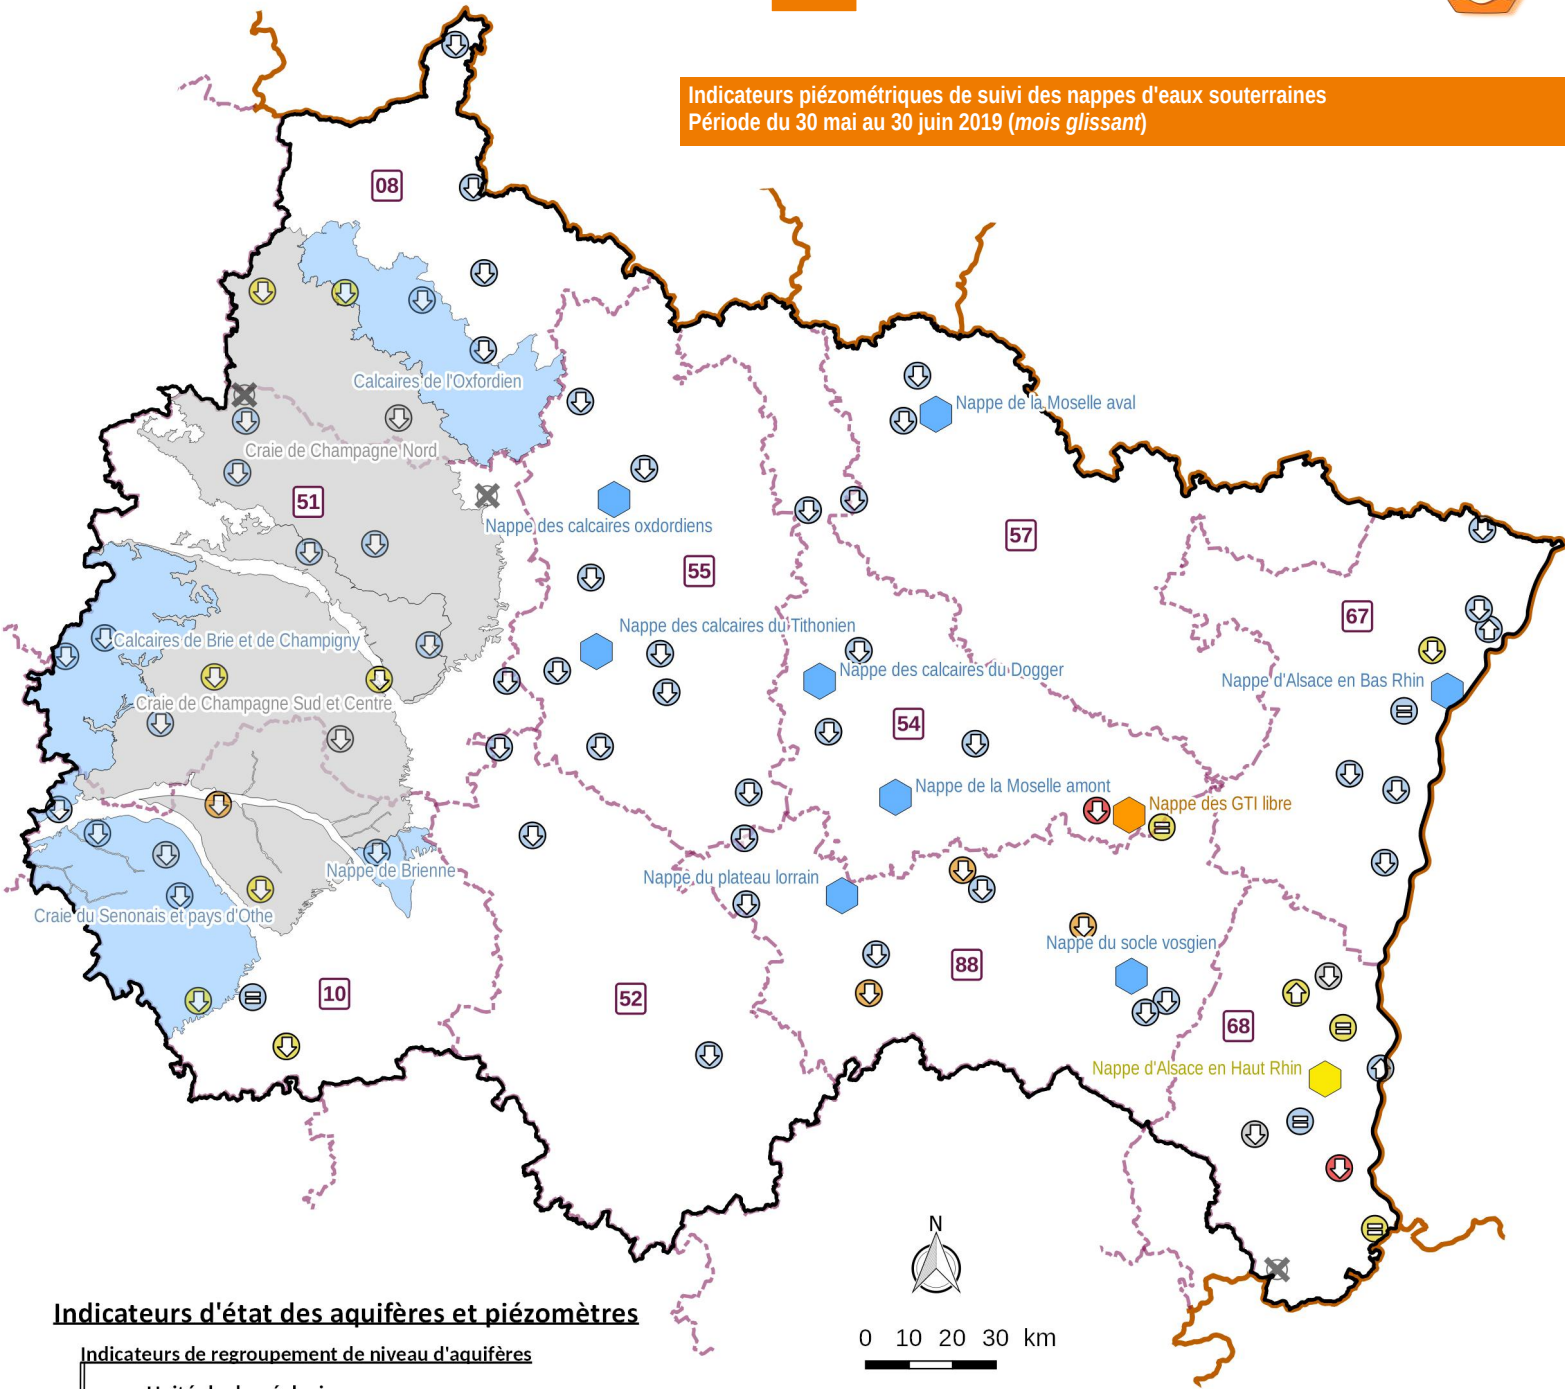 Indicateurs piézométriques de suivi des nappes d'eaux souterraines
Période du 30 mai au 30 juin 2019 (mois glissant)
08
Calcaires de l'Oxfordien
Nappe de la Moselle aval
Craie de Champagne Nord
51
Nappe des calcaires oxdordiens
57
55
67
Nappe des calcaires du Tithonien
Calcaires de Brie et de Champigny
Nappe des calcaires du Dogger
Nappe d'Alsace en Bas Rhin
Craie de Champagne Sud et Centre
54
Nappe de la Moselle amont
Nappe des GTI libre
Nappe de Brienne
Nappe du plateau lorrain
Craie du Senonais et pays d'Othe
Nappe du socle vosgien
88
10
52
68
Nappe d'Alsace en Haut Rhin
N
Indicateurs d'état des aquifères et piézomètres
0 10 20 30 km
Indicateurs de regroupement de niveau d'aquifères